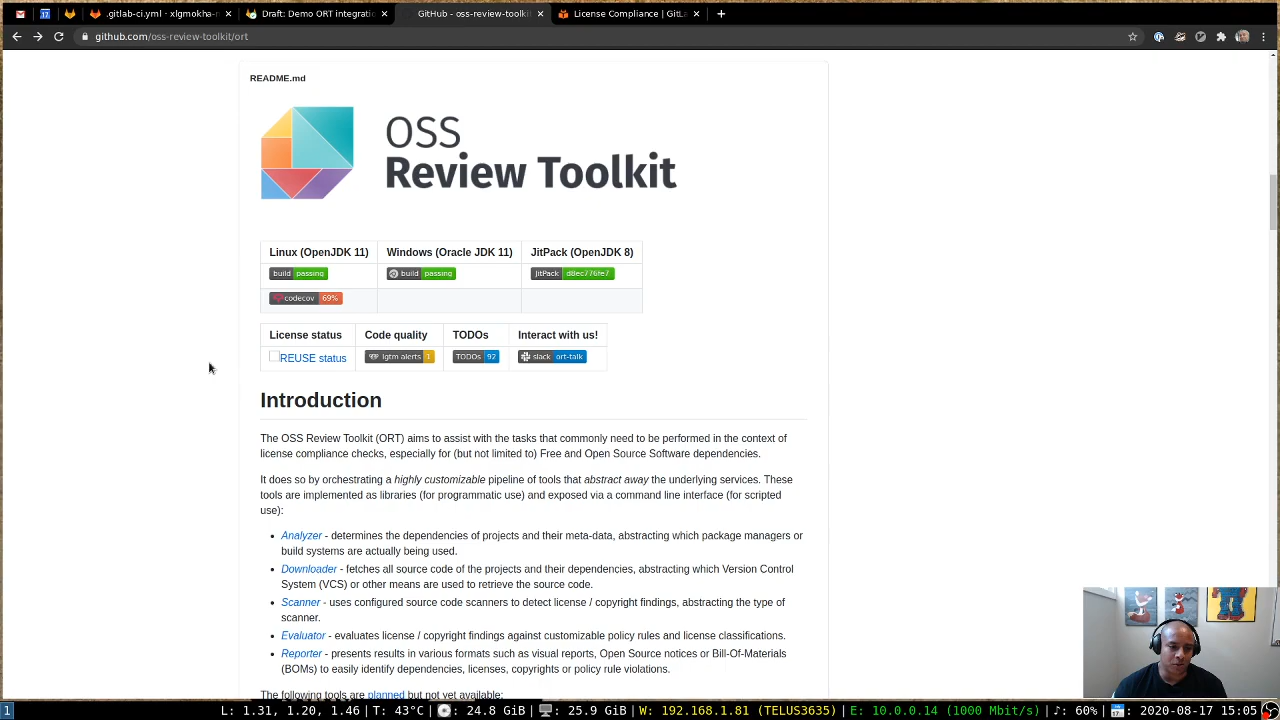 .gitlab-ci.yml · xlgmokha-r
Draft: Demo ORT integratio
GitHub - oss-review-toolkit
License Compliance | GitLa
github.com/oss-review-toolkit/ort
README.md
OSS
Review Toolkit
Linux (OpenJDK 11) Windows (Oracle JDK 11) JitPack (OpenJDK 8)
build passing build passing JitPack d8ec776fe7
codecov 69%
License status Code quality TODOs Interact with us!
REUSE status lgtm alerts 1 TODOs 92 slack ort-talk
Introduction
The OSS Review Toolkit (ORT) aims to assist with the tasks that commonly need to be performed in the context of
license compliance checks, especially for (but not limited to) Free and Open Source Software dependencies.
It does so by orchestrating a highly customizable pipeline of tools that abstract away the underlying services. These
tools are implemented as libraries (for programmatic use) and exposed via a command line interface (for scripted
use):
• Analyzer - determines the dependencies of projects and their meta-data, abstracting which package managers or
build systems are actually being used.
• Downloader - fetches all source code of the projects and their dependencies, abstracting which Version Control
System (VCS) or other means are used to retrieve the source code.
• Scanner - uses configured source code scanners to detect license / copyright findings, abstracting the type of
scanner.
• Evaluator - evaluates license / copyright findings against customizable policy rules and license classifications.
• Reporter - presents results in various formats such as visual reports, Open Source notices or Bill-Of-Materials
(BOMs) to easily identify dependencies, licenses, copyrights or policy rule violations.
The following tools are planned but not yet available:
1 L: 1.31, 1.20, 1.46 | T: 43°C | : 24.8 GiB | : 25.9 GiB | W: 192.168.1.81 (TELUS3635) | E: 10.0.0.14 (1000 Mbit/s) | ♪: 60% | : 2020-08-17 15:05